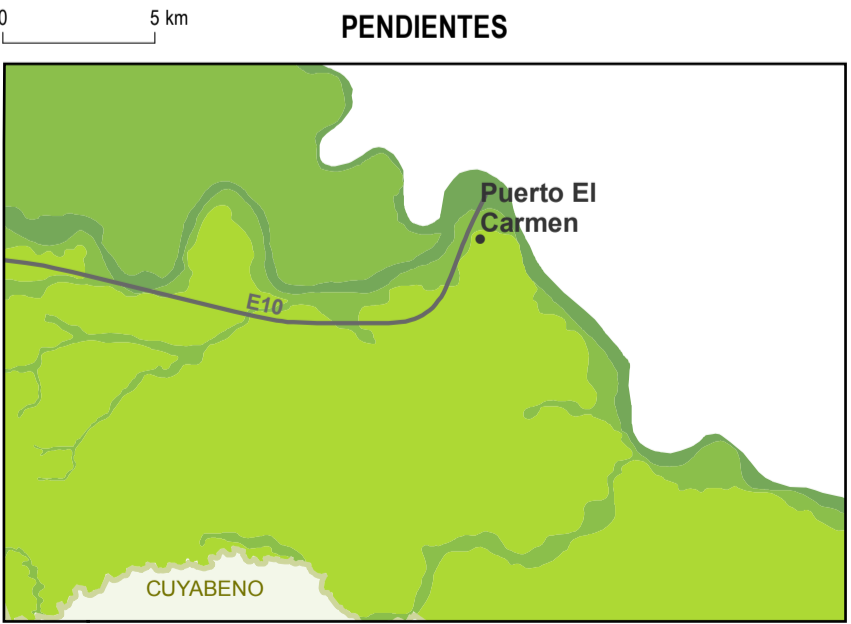 0 5 km
PENDIENTES
Puerto El
Carmen
E10
CUYABENO